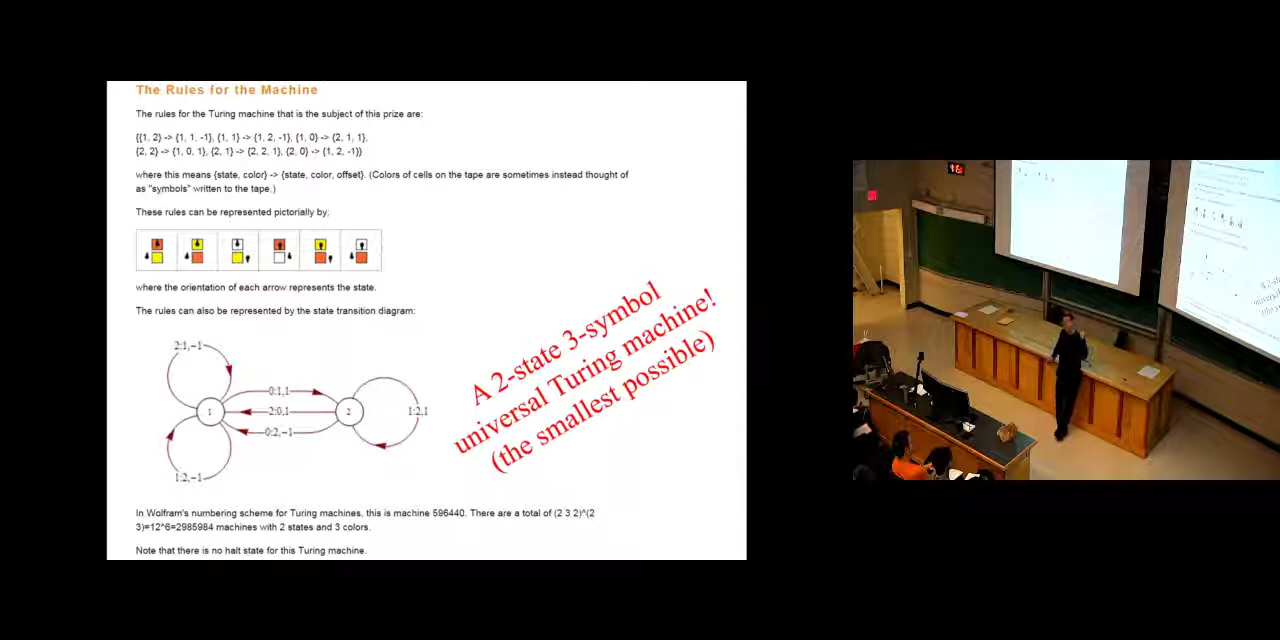 The Rules for the Machine
The rules for the Turing machine that is the subject of this prize are:
{{1, 2} -> {1, 1, -1}, {1, 1} -> {1, 2, -1}, {1, 0} -> {2, 1, 1},
{2, 2} -> {1, 0, 1}, {2, 1} -> {2, 2, 1}, {2, 0} -> {1, 2, -1}}
where this means {state, color} -> {state, color, offset}. (Colors of cells on the tape are sometimes instead thought of
as "symbols" written to the tape.)
These rules can be represented pictorially by:
where the orientation of each arrow represents the state.
The rules can also be represented by the state transition diagram:
2:1,-1
0:1,1
1
2:0,1
2
1:2,1
0:2,-1
1:2,-1
A 2-state 3-symbol
universal Turing machine!
(the smallest possible)
In Wolfram's numbering scheme for Turing machines, this is machine 596440. There are a total of (2 3 2)^(2
3)=12^6=2985984 machines with 2 states and 3 colors.
Note that there is no halt state for this Turing machine.